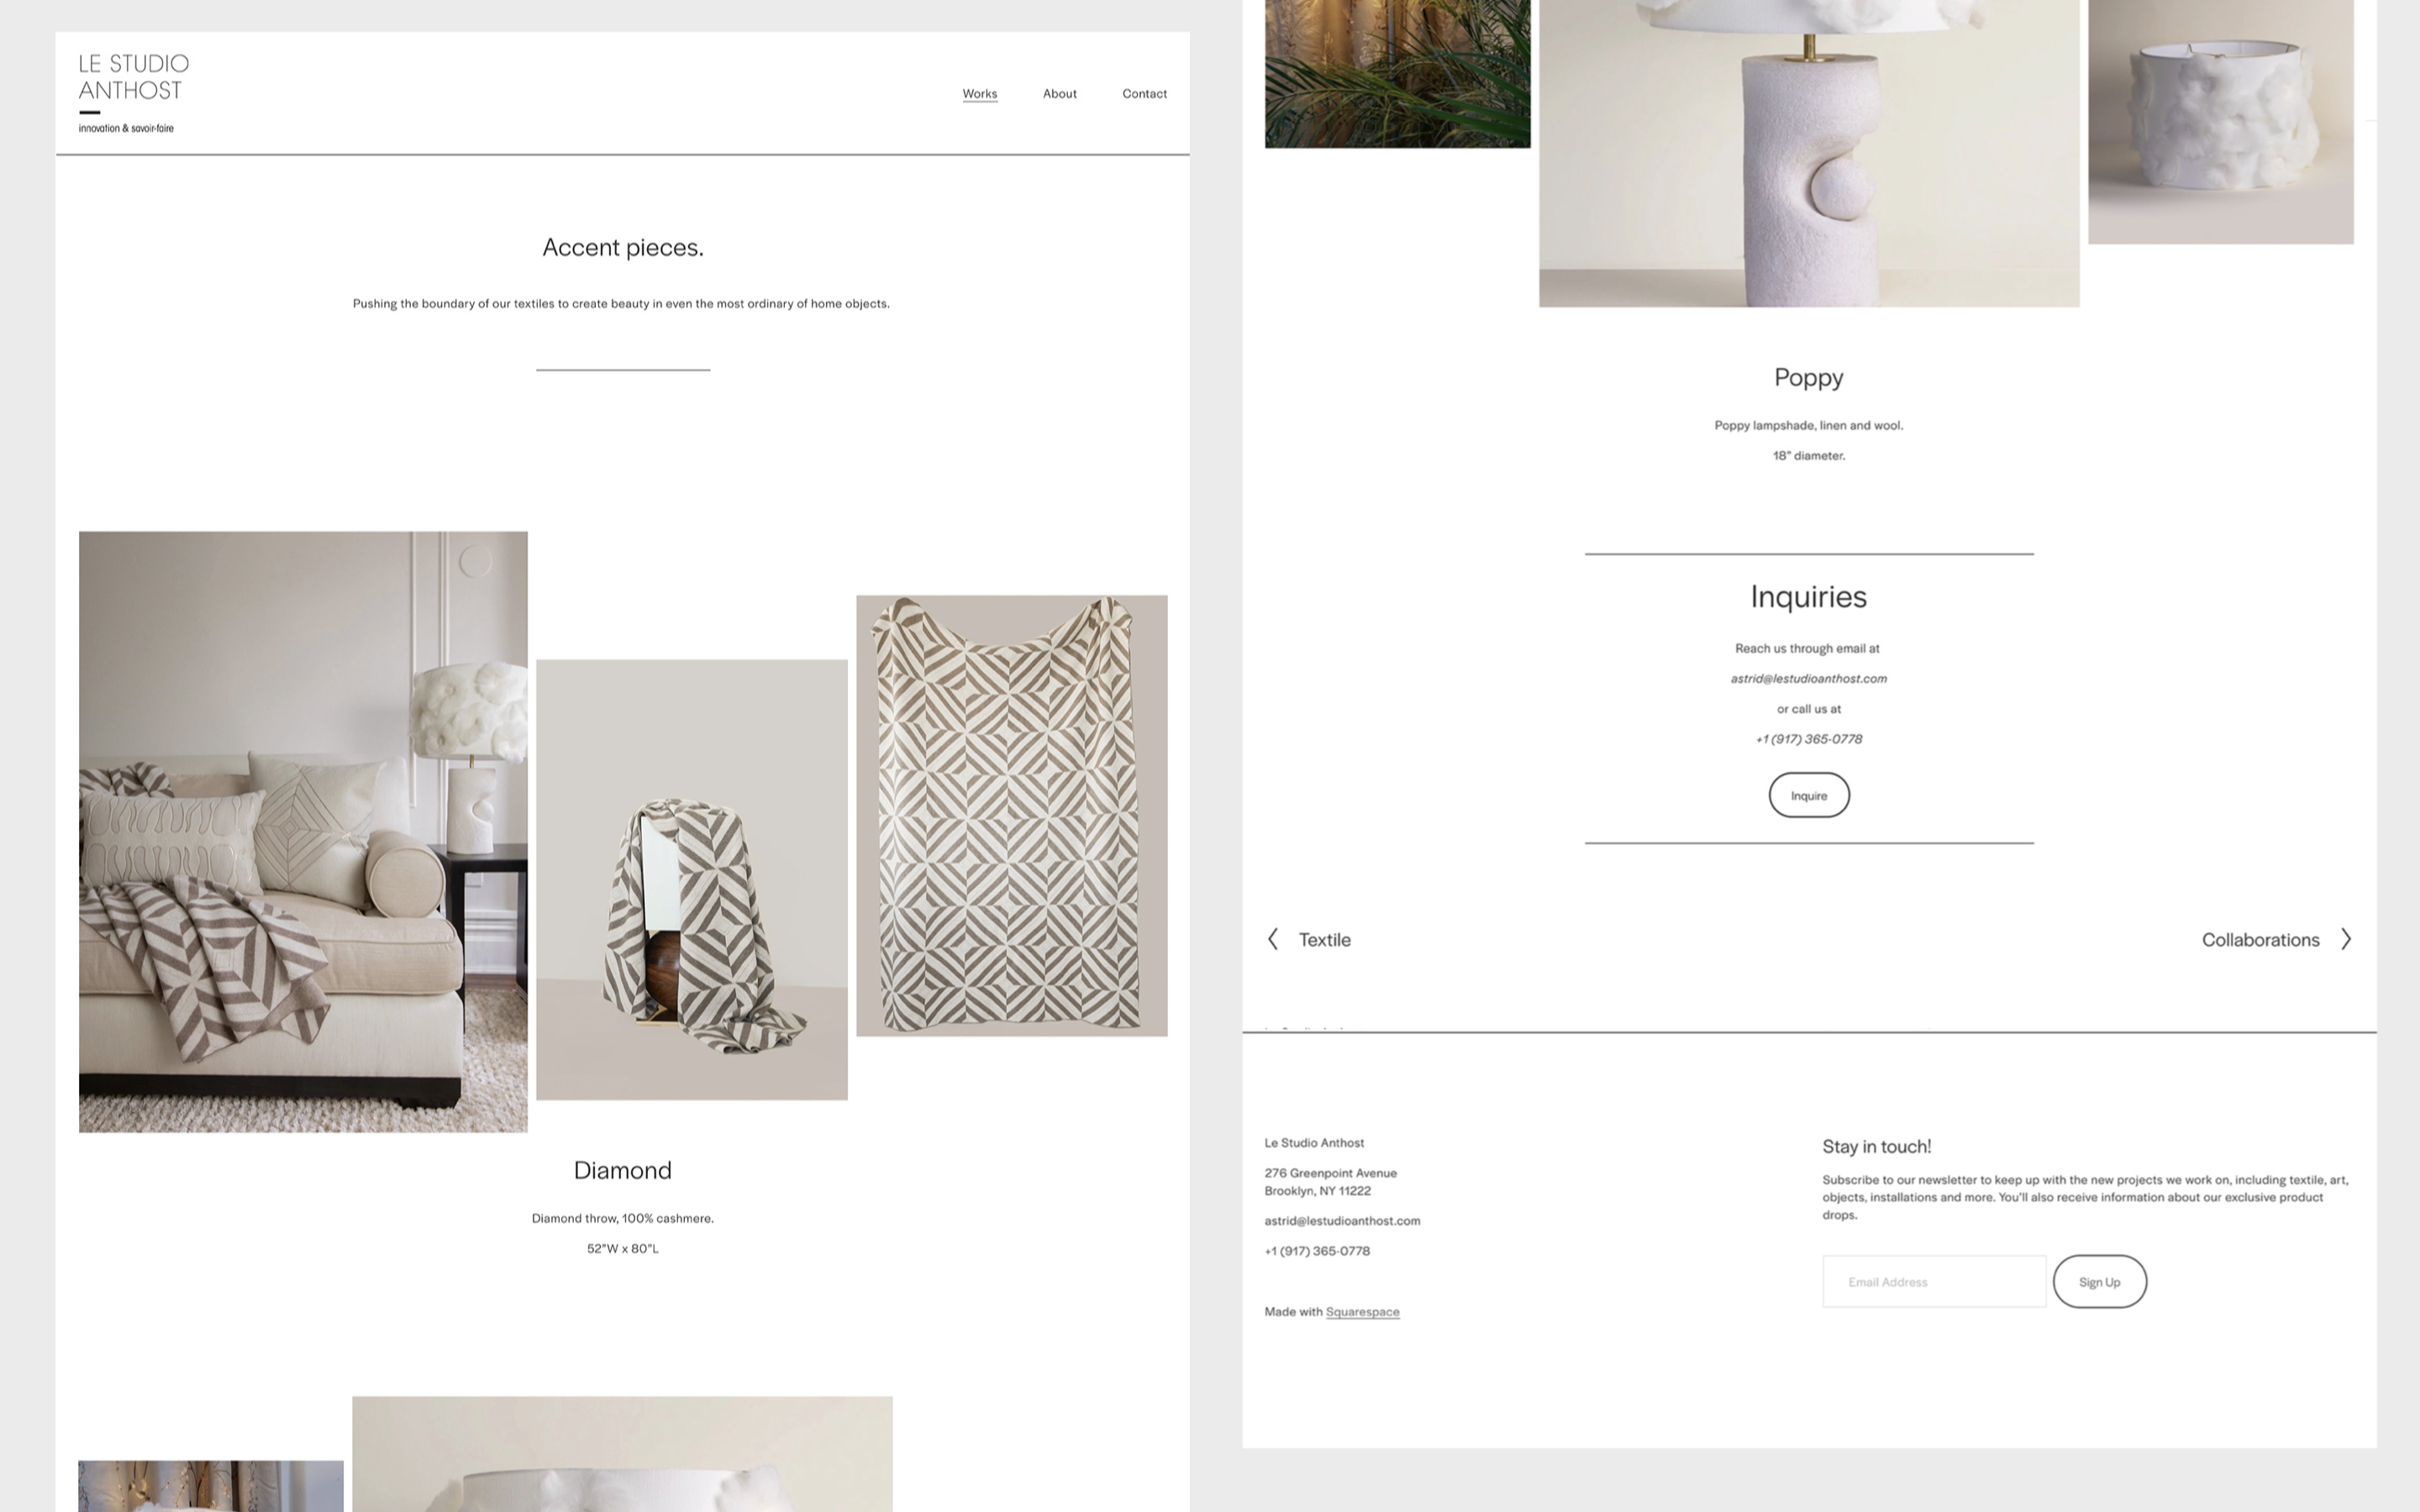 LE STUDIO
ANTHOST
innovation & savoir-faire
Works
About
Contact
Accent pieces.
Pushing the boundary of our textiles to create beauty in even the most ordinary of home objects.
Diamond
Diamond throw, 100% cashmere.
52"W x 80"L
Poppy
Poppy lampshade, linen and wool.
18" diameter.
Inquiries
Reach us through email at
astrid@lestudioanthost.com
or call us at
+1 (917) 365-0778
Inquire
Textile
Collaborations
Le Studio Anthost
276 Greenpoint Avenue
Brooklyn, NY 11222
astrid@lestudioanthost.com
+1 (917) 365-0778
Made with Squarespace
Stay in touch!
Subscribe to our newsletter to keep up with the new projects we work on, including textile, art,
objects, installations and more. You'll also receive information about our exclusive product
drops.
Email Address
Sign Up